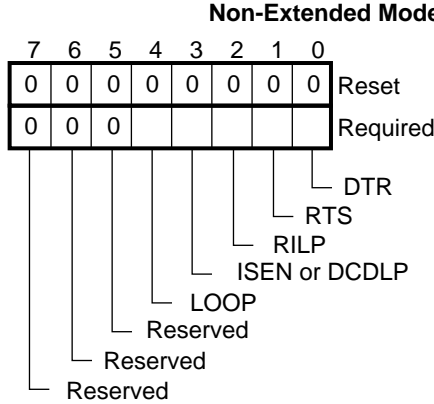 Non-Extended Mode
7 6 5 4 3 2 1 0
0 0 0 0 0 0 0 0 Reset
0 0 0 Required
DTR
RTS
RILP
ISEN or DCDLP
LOOP
Reserved
Reserved
Reserved